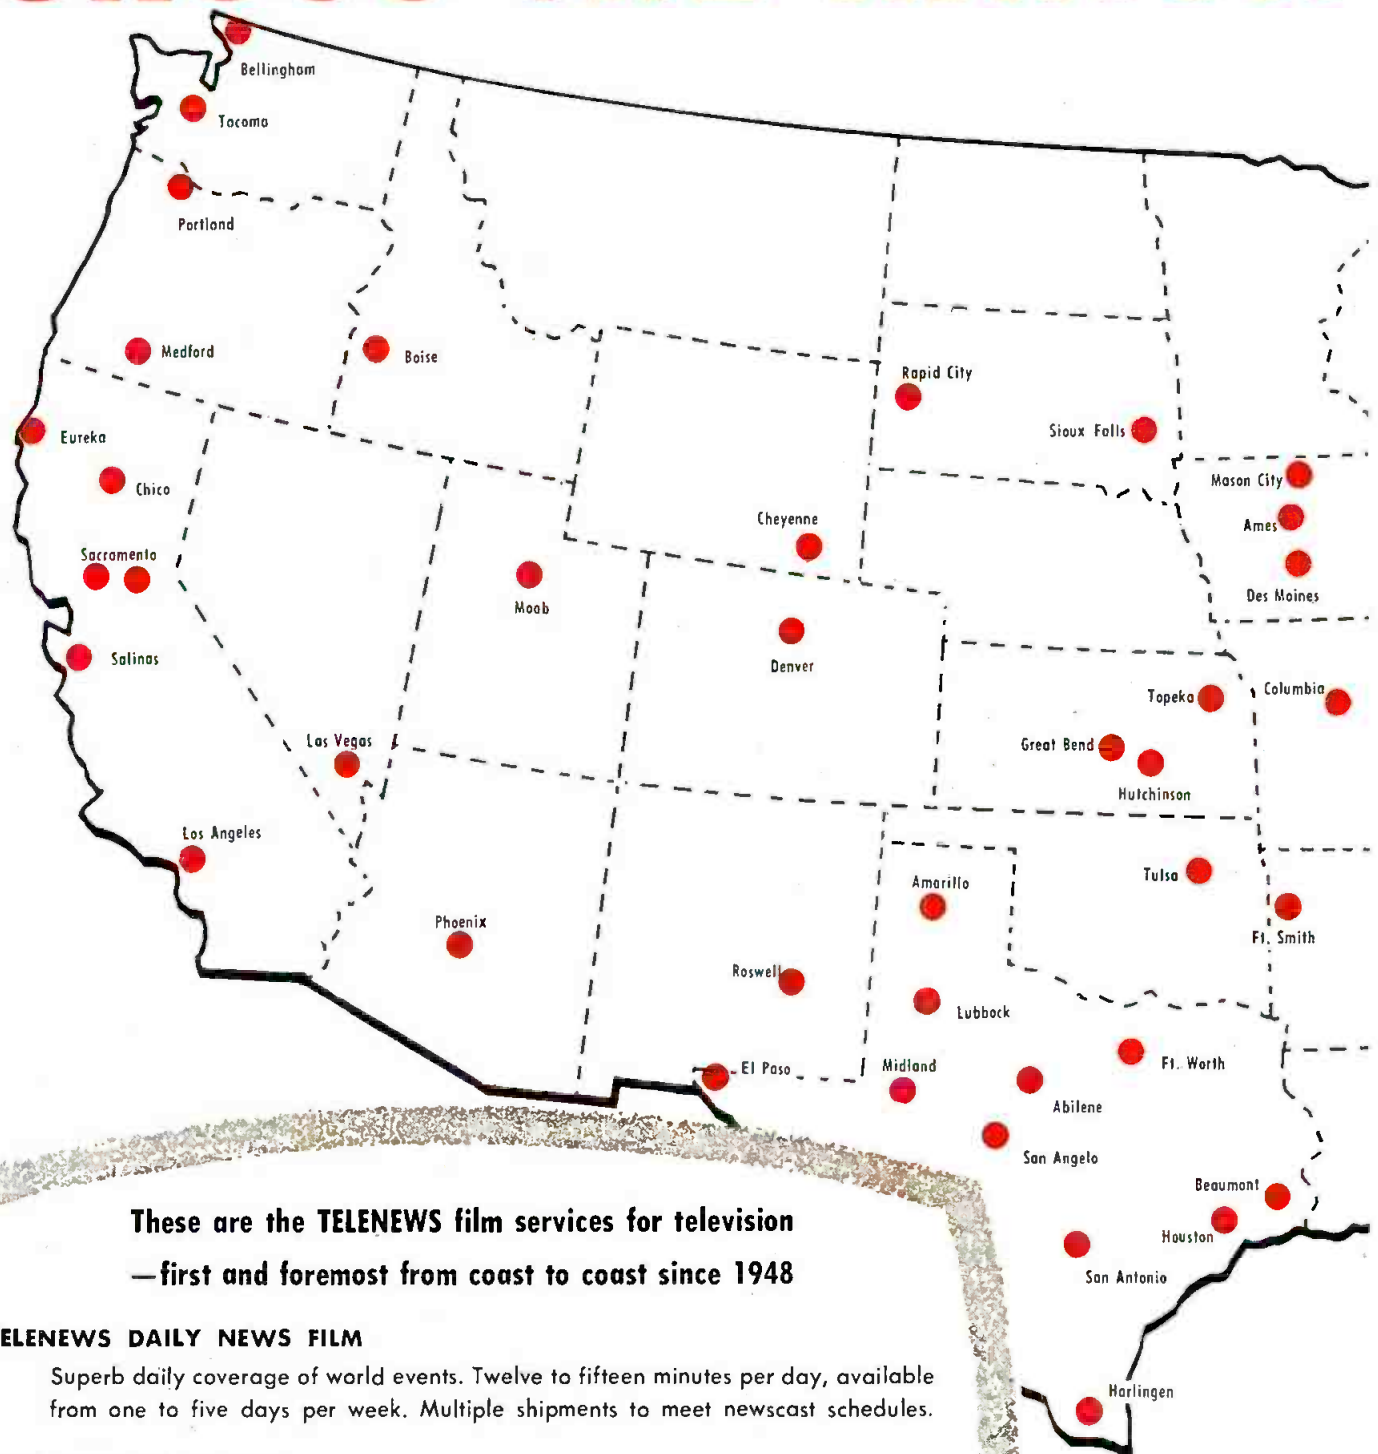 Bellingham
Tacoma
Portland
Medford
Boise
Rapid City
Eureka
Sioux Falls
Mason City
Chico
Ames
Cheyenne
Sacramento
Des Moines
Moab
Salinas
Denver
Topeka
Columbia
Las Vegas
Great Bend
Hutchinson
Los Angeles
Tulsa
Amarillo
Phoenix
Ft. Smith
Roswell
Lubbock
El Paso
Midland
Ft. Worth
Abilene
San Angelo
Beaumont
Houston
San Antonio
These are the TELENEWS film services for television
—first and foremost from coast to coast since 1948
ELENEWS DAILY NEWS FILM
Superb daily coverage of world events. Twelve to fifteen minutes per day, available
from one to five days per week. Multiple shipments to meet newscast schedules.
Harlingen